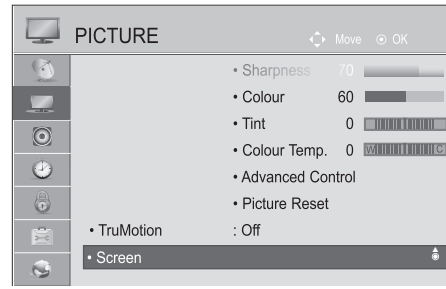 PICTURE
Move OK
• Sharpness 70
• Colour 60
• Tint 0
• Colour Temp. 0 W C
• Advanced Control
• Picture Reset
• TruMotion : Off
• Screen